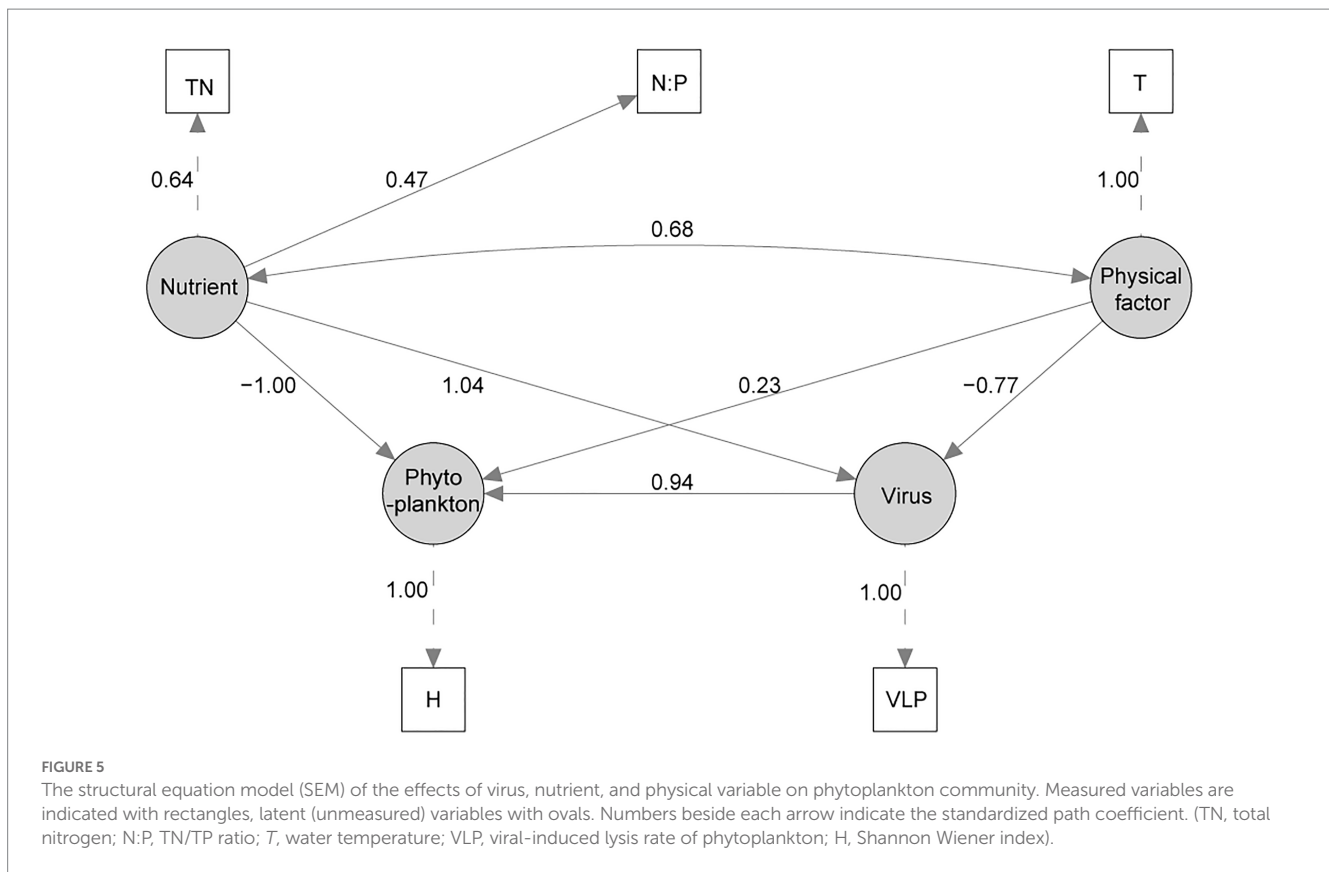 TN
N:P
T
0.64
0.47
1.00
0.68
Nutrient
Physical
factor
−1.00
1.04
0.23
−0.77
Phyto
-plankton
0.94
Virus
1.00
1.00
H
VLP
FIGURE 5
The structural equation model (SEM) of the effects of virus, nutrient, and physical variable on phytoplankton community. Measured variables are
indicated with rectangles, latent (unmeasured) variables with ovals. Numbers beside each arrow indicate the standardized path coefficient. (TN, total
nitrogen; N:P, TN/TP ratio; T, water temperature; VLP, viral-induced lysis rate of phytoplankton; H, Shannon Wiener index).